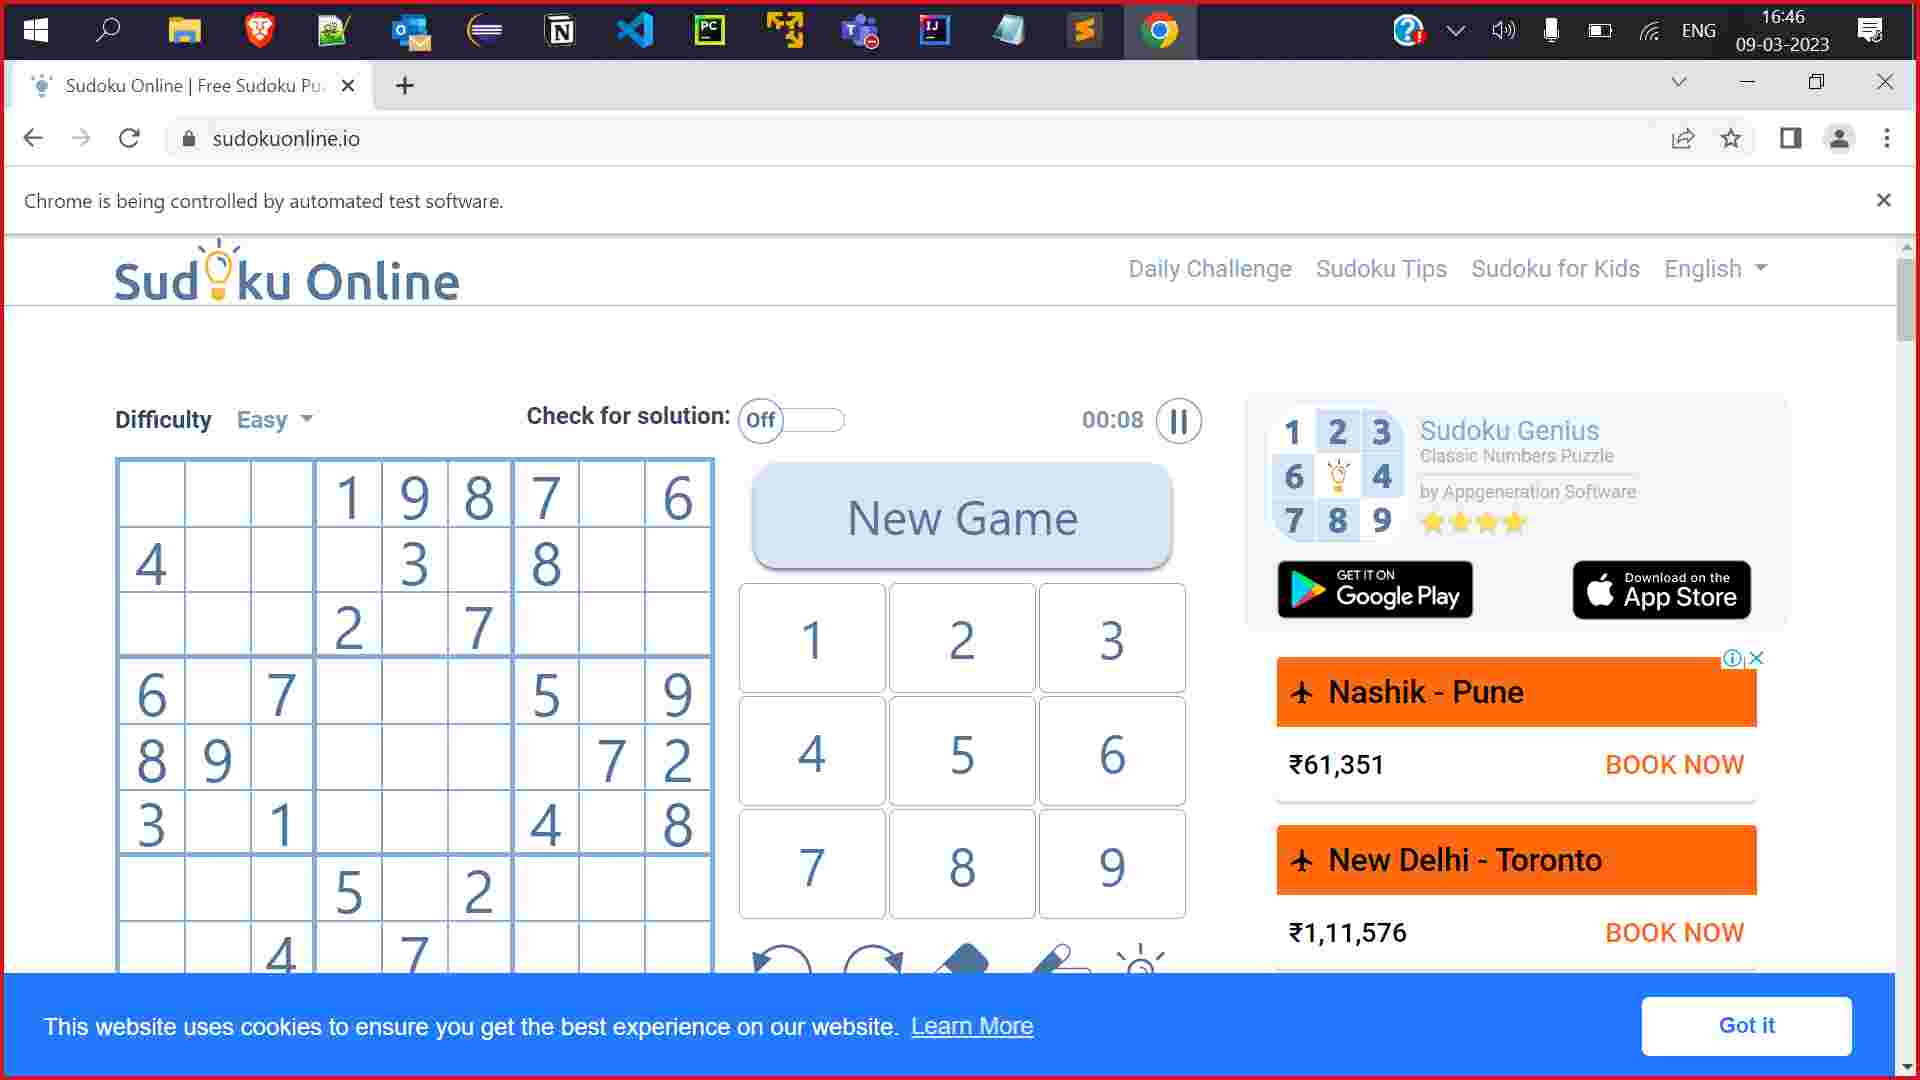 16:46
ENG
09-03-2023
Sudoku Online | Free Sudoku Pu
sudokuonline.io
Chrome is being controlled by automated test software.
Sudoku Online
Daily Challenge Sudoku Tips Sudoku for Kids English
Difficulty Easy
Check for solution: Off
00:08
1 9 8 7 6
4 3 8
2 7
6 7 5 9
8 9 7 2
3 1 4 8
5 2
4 7
New Game
1 2 3
4 5 6
7 8 9
1 2 3
6 4
7 8 9
Sudoku Genius
Classic Numbers Puzzle
by Appgeneration Software
GET IT ON
Google Play
Download on the
App Store
Nashik - Pune
₹61,351 BOOK NOW
New Delhi - Toronto
₹1,11,576 BOOK NOW
This website uses cookies to ensure you get the best experience on our website. Learn More
Got it